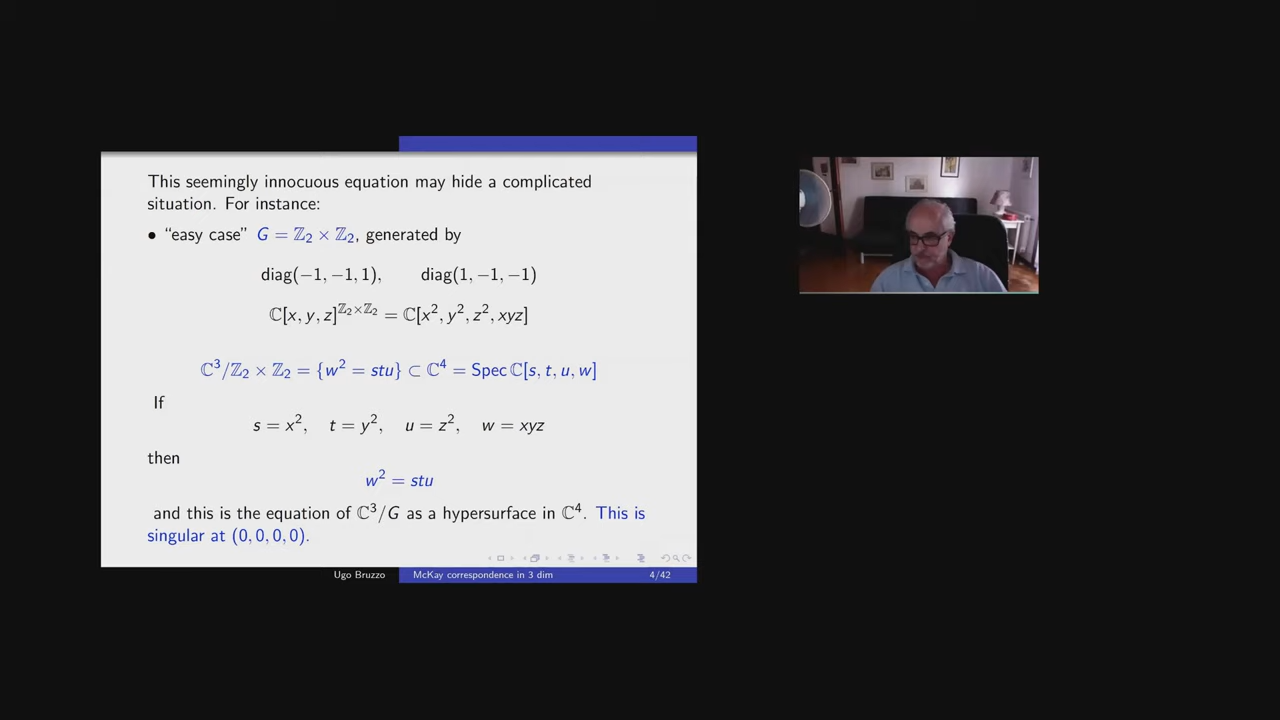 This seemingly innocuous equation may hide a complicated
situation. For instance:
• “easy case” G = ℤ₂ × ℤ₂, generated by
diag(−1, −1, 1), diag(1, −1, −1)
ℂ[x, y, z]^{ℤ₂×ℤ₂} = ℂ[x², y², z², xyz]
ℂ³/ℤ₂ × ℤ₂ = {w² = stu} ⊂ ℂ⁴ = Spec ℂ[s, t, u, w]
If
s = x², t = y², u = z², w = xyz
then
w² = stu
and this is the equation of ℂ³/G as a hypersurface in ℂ⁴. This is
singular at (0, 0, 0, 0).
Ugo Bruzzo McKay correspondence in 3 dim 4/42